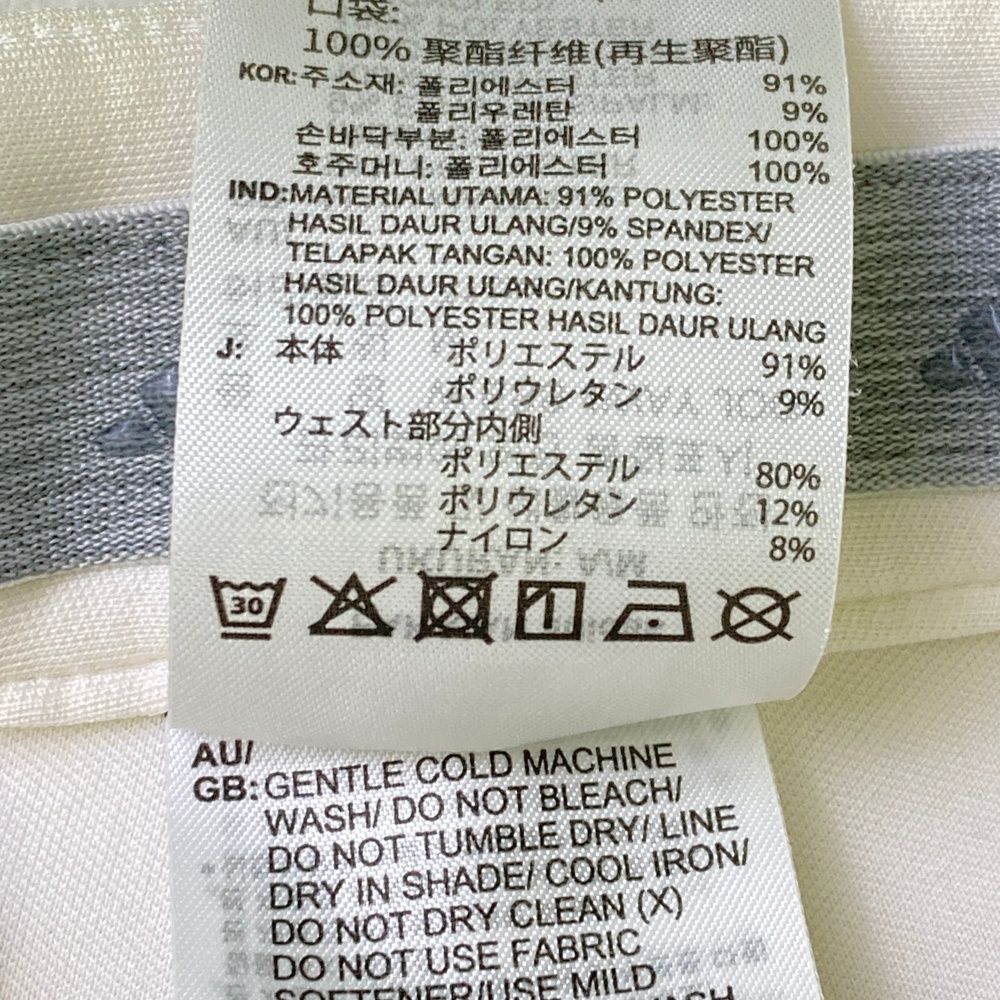 口袋:
100% 聚酯纤维(再生聚酯)
KOR: 주소재: 폴리에스터 91%
폴리우레탄 9%
손바닥부분: 폴리에스터 100%
호주머니: 폴리에스터 100%
IND: MATERIAL UTAMA: 91% POLYESTER
HASIL DAUR ULANG/9% SPANDEX/
TELAPAK TANGAN: 100% POLYESTER
HASIL DAUR ULANG/KANTUNG:
100% POLYESTER HASIL DAUR ULANG
J: 本体 ポリエステル 91%
ポリウレタン 9%
ウェスト部分内側
ポリエステル 80%
ポリウレタン 12%
ナイロン 8%
30
AU/
GB: GENTLE COLD MACHINE
WASH/ DO NOT BLEACH/
DO NOT TUMBLE DRY/ LINE
DRY IN SHADE/ COOL IRON/
DO NOT DRY CLEAN (X)
DO NOT USE FABRIC
SOFTENER/USE MILD